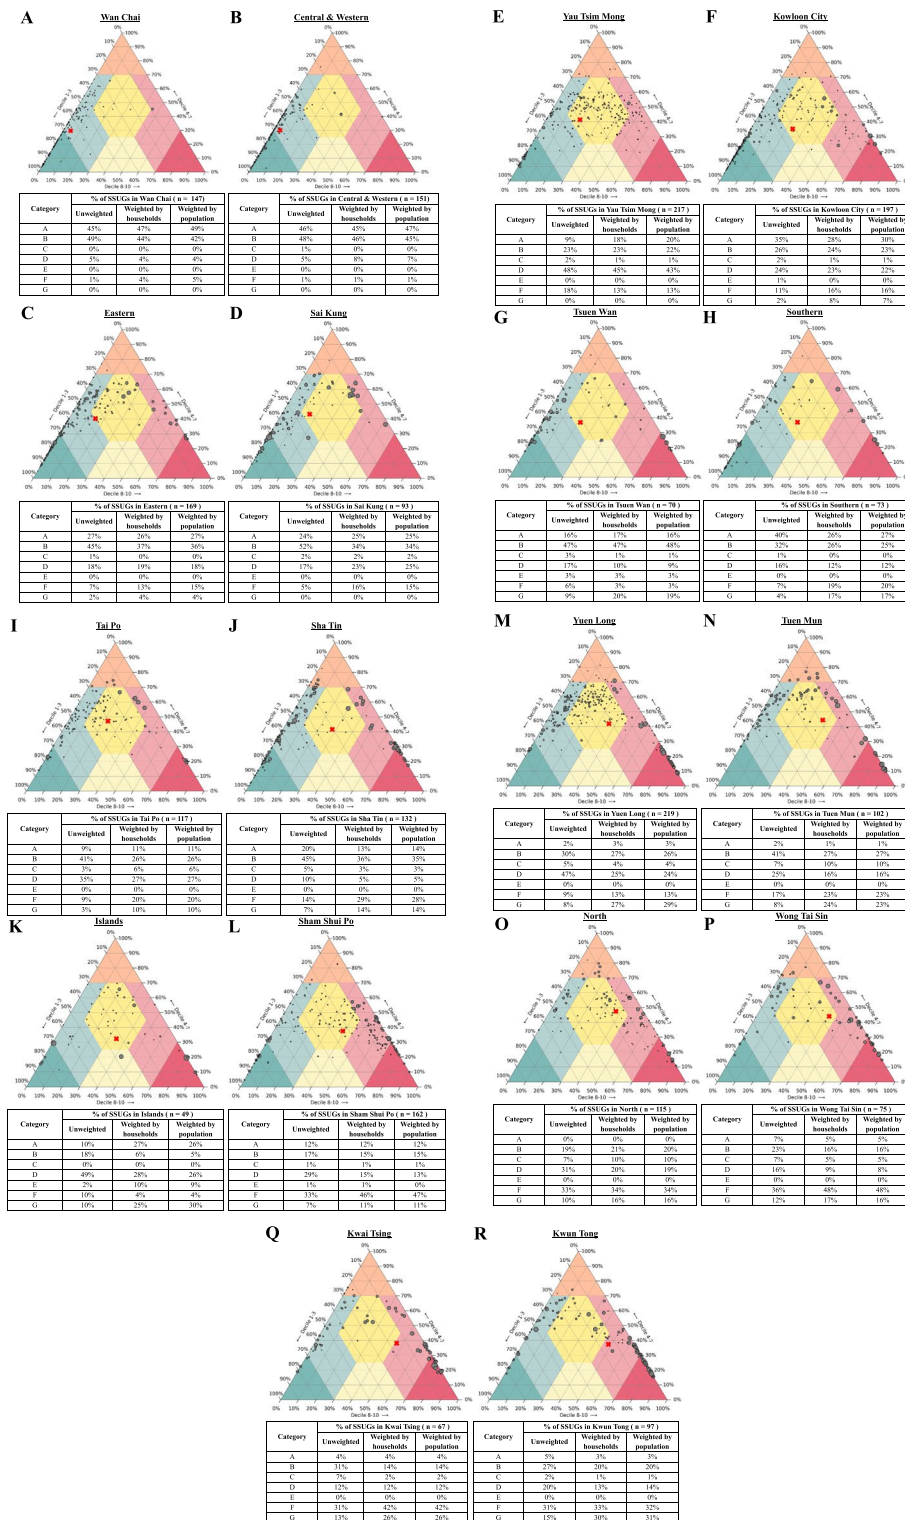 A Wan Chai
% of SSUGs in Wan Chai ( n = 147)
Category Unweighted Weighted by households Weighted by population
A 45% 47% 49%
B 49% 44% 42%
C 0% 0% 0%
D 5% 4% 4%
E 0% 0% 0%
F 1% 4% 5%
G 0% 0% 0%
B Central & Western
% of SSUGs in Central & Western ( n = 151)
Category Unweighted Weighted by households Weighted by population
A 46% 45% 47%
B 48% 46% 45%
C 1% 0% 0%
D 5% 8% 7%
E 0% 0% 0%
F 1% 1% 1%
G 0% 0% 0%
E Yau Tsim Mong
% of SSUGs in Yau Tsim Mong ( n = 217 )
Category Unweighted Weighted by households Weighted by population
A 9% 18% 20%
B 23% 23% 22%
C 2% 1% 1%
D 48% 45% 43%
E 0% 0% 0%
F 18% 13% 13%
G 0% 0% 0%
F Kowloon City
% of SSUGs in Kowloon City ( n = 197 )
Category Unweighted Weighted by households Weighted by population
A 35% 28% 30%
B 26% 24% 23%
C 2% 1% 1%
D 24% 23% 22%
E 1% 0% 0%
F 11% 16% 16%
G 2% 8% 7%
C Eastern
% of SSUGs in Eastern ( n = 169 )
Category Unweighted Weighted by households Weighted by population
A 27% 26% 27%
B 45% 37% 36%
C 1% 0% 0%
D 18% 19% 18%
E 0% 0% 0%
F 7% 13% 15%
G 2% 4% 4%
D Sai Kung
% of SSUGs in Sai Kung ( n = 93 )
Category Unweighted Weighted by households Weighted by population
A 24% 25% 25%
B 52% 34% 34%
C 2% 2% 2%
D 17% 23% 25%
E 0% 0% 0%
F 5% 16% 15%
G 0% 0% 0%
G Tsuen Wan
% of SSUGs in Tsuen Wan ( n = 70 )
Category Unweighted Weighted by households Weighted by population
A 16% 17% 16%
B 47% 47% 48%
C 3% 1% 1%
D 17% 10% 9%
E 3% 3% 3%
F 6% 3% 3%
G 9% 20% 19%
H Southern
% of SSUGs in Southern ( n = 73 )
Category Unweighted Weighted by households Weighted by population
A 40% 26% 27%
B 32% 26% 25%
C 1% 0% 0%
D 16% 12% 12%
E 0% 0% 0%
F 7% 19% 20%
G 4% 17% 17%
I Tai Po
% of SSUGs in Tai Po ( n = 117 )
Category Unweighted Weighted by households Weighted by population
A 9% 11% 11%
B 41% 26% 26%
C 3% 6% 6%
D 35% 27% 27%
E 0% 0% 0%
F 9% 20% 20%
G 3% 10% 10%
J Sha Tin
% of SSUGs in Sha Tin ( n = 132 )
Category Unweighted Weighted by households Weighted by population
A 20% 13% 14%
B 45% 36% 35%
C 5% 3% 3%
D 10% 5% 5%
E 0% 0% 0%
F 14% 29% 28%
G 7% 14% 14%
M Yuen Long
% of SSUGs in Yuen Long ( n = 219 )
Category Unweighted Weighted by households Weighted by population
A 2% 3% 3%
B 30% 27% 26%
C 5% 4% 4%
D 47% 25% 24%
E 0% 0% 0%
F 9% 13% 13%
G 8% 27% 29%
N Tuen Mun
% of SSUGs in Tuen Mun ( n = 102 )
Category Unweighted Weighted by households Weighted by population
A 2% 1% 1%
B 41% 27% 27%
C 7% 10% 10%
D 25% 16% 16%
E 0% 0% 0%
F 17% 23% 23%
G 8% 24% 23%
K Islands
% of SSUGs in Islands ( n = 49 )
Category Unweighted Weighted by households Weighted by population
A 10% 27% 26%
B 18% 6% 5%
C 0% 0% 0%
D 49% 28% 26%
E 2% 10% 9%
F 10% 4% 4%
G 10% 25% 30%
L Sham Shui Po
% of SSUGs in Sham Shui Po ( n = 162 )
Category Unweighted Weighted by households Weighted by population
A 12% 12% 12%
B 17% 15% 15%
C 1% 1% 1%
D 29% 15% 13%
E 1% 1% 0%
F 33% 46% 47%
G 7% 11% 11%
O North
% of SSUGs in North ( n = 115 )
Category Unweighted Weighted by households Weighted by population
A 0% 0% 0%
B 19% 21% 20%
C 7% 10% 10%
D 31% 20% 19%
E 0% 0% 0%
F 33% 34% 34%
G 10% 16% 16%
P Wong Tai Sin
% of SSUGs in Wong Tai Sin ( n = 75 )
Category Unweighted Weighted by households Weighted by population
A 7% 5% 5%
B 23% 16% 16%
C 7% 5% 5%
D 16% 9% 8%
E 0% 0% 0%
F 36% 48% 48%
G 12% 17% 16%
Q Kwai Tsing
% of SSUGs in Kwai Tsing ( n = 67 )
Category Unweighted Weighted by households Weighted by population
A 4% 4% 4%
B 31% 14% 14%
C 7% 2% 2%
D 12% 12% 12%
E 0% 0% 0%
F 31% 42% 42%
G 13% 26% 26%
R Kwun Tong
% of SSUGs in Kwun Tong ( n = 97 )
Category Unweighted Weighted by households Weighted by population
A 5% 3% 3%
B 27% 20% 20%
C 2% 1% 1%
D 20% 13% 14%
E 0% 0% 0%
F 31% 33% 32%
G 15% 30% 31%